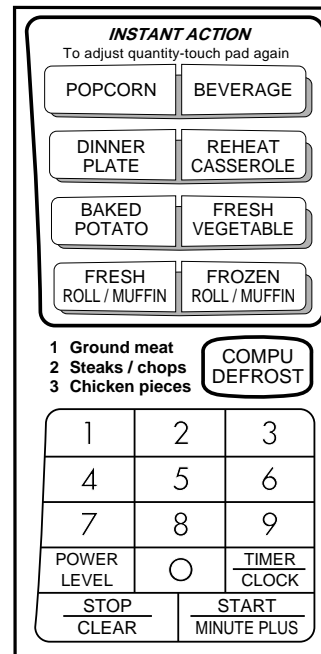 INSTANT ACTION
To adjust quantity-touch pad again
POPCORN BEVERAGE
DINNER REHEAT
PLATE CASSEROLE
BAKED FRESH
POTATO VEGETABLE
FRESH FROZEN
ROLL / MUFFIN ROLL / MUFFIN
1 Ground meat
2 Steaks / chops
3 Chicken pieces
COMPU
DEFROST
1 2 3
4 5 6
7 8 9
POWER 0 TIMER
LEVEL CLOCK
STOP START
CLEAR MINUTE PLUS